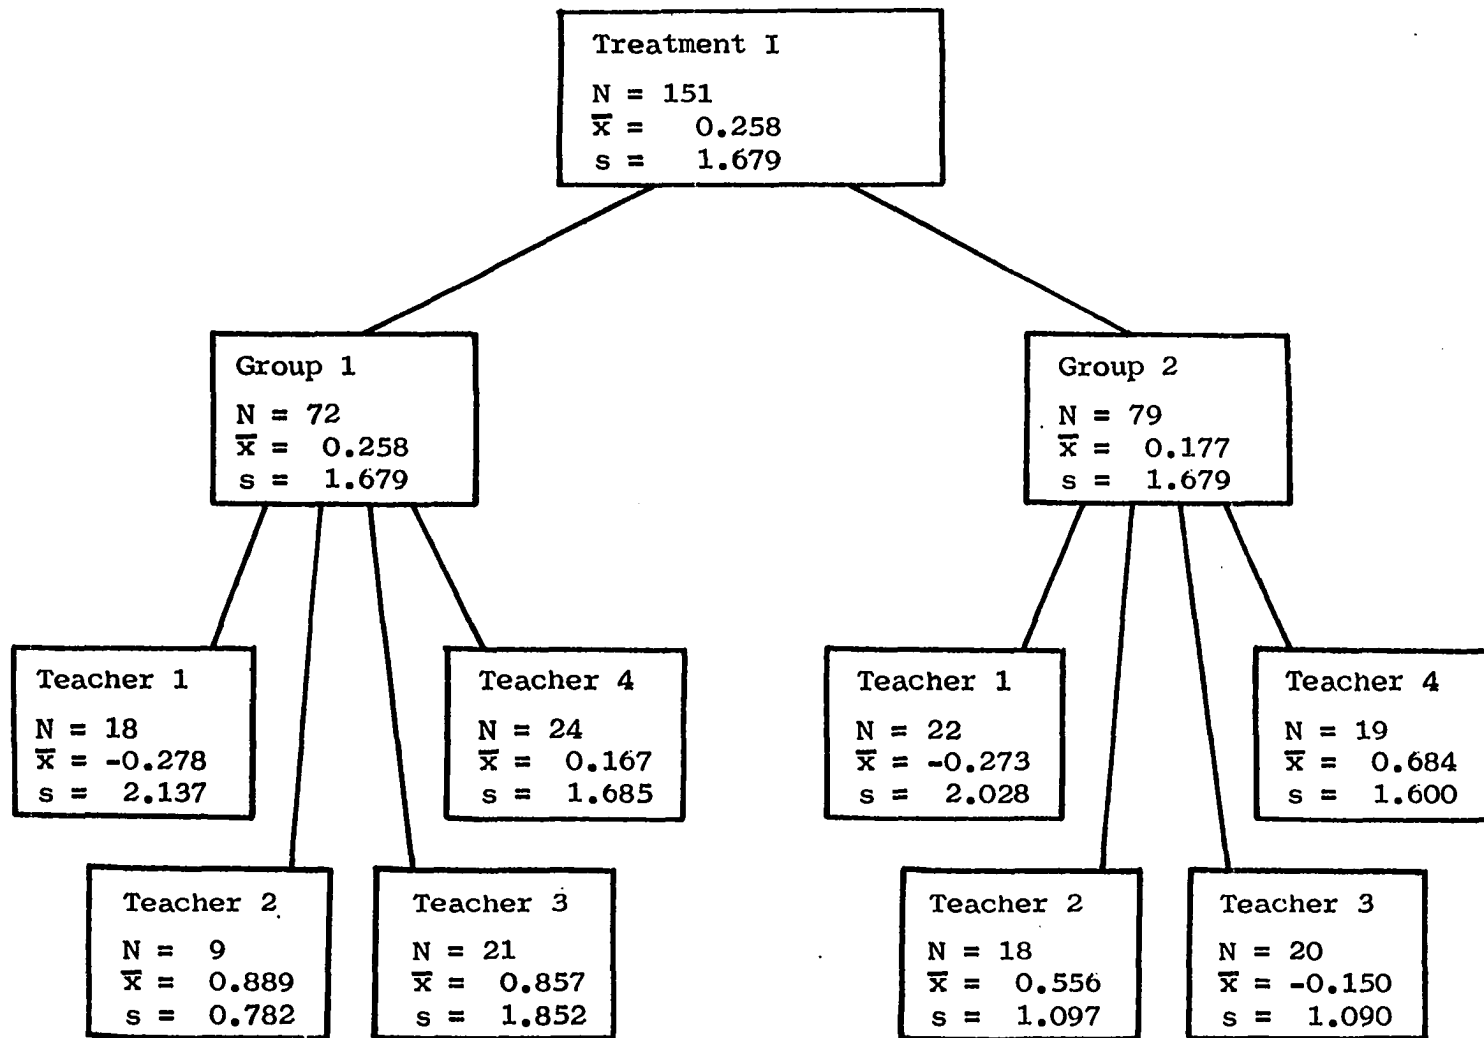 Treatment I
N = 151
x̅ = 0.258
s = 1.679
Group 1
N = 72
x̅ = 0.258
s = 1.679
Group 2
N = 79
x̅ = 0.177
s = 1.679
Teacher 1
N = 18
x̅ = -0.278
s = 2.137
Teacher 4
N = 24
x̅ = 0.167
s = 1.685
Teacher 1
N = 22
x̅ = -0.273
s = 2.028
Teacher 4
N = 19
x̅ = 0.684
s = 1.600
Teacher 2
N = 9
x̅ = 0.889
s = 0.782
Teacher 3
N = 21
x̅ = 0.857
s = 1.852
Teacher 2
N = 18
x̅ = 0.556
s = 1.097
Teacher 3
N = 20
x̅ = -0.150
s = 1.090